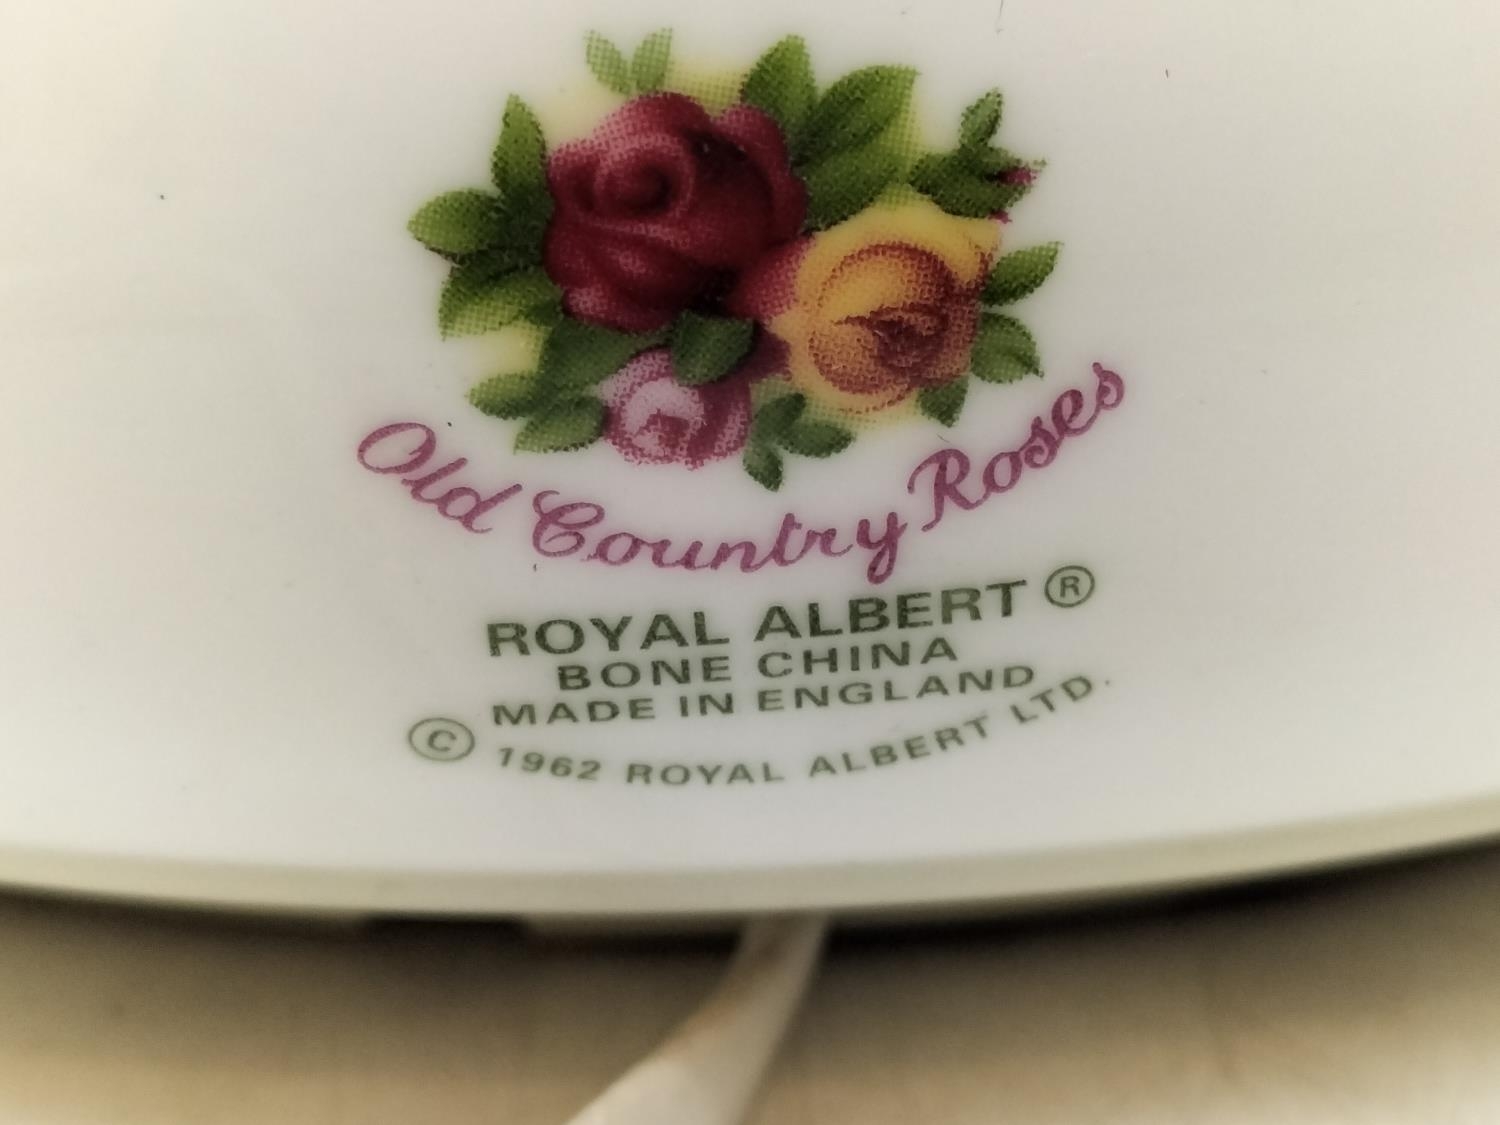 Old Country Roses
ROYAL ALBERT ®
BONE CHINA
MADE IN ENGLAND
© 1962 ROYAL ALBERT LTD.